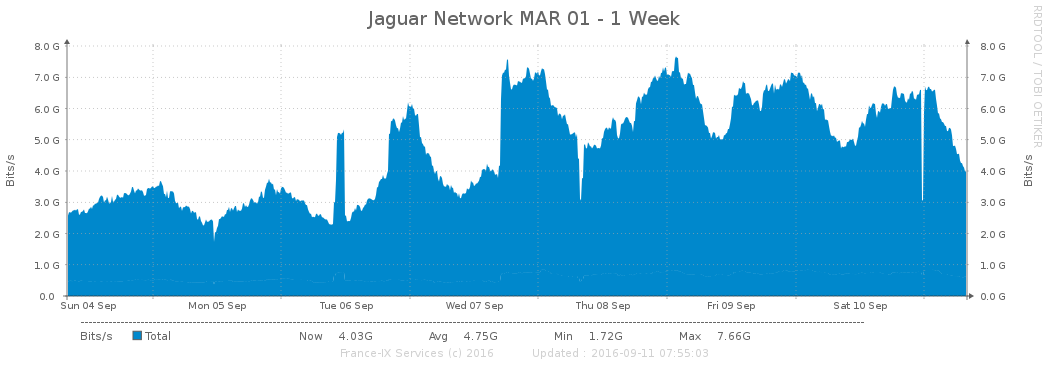 Jaguar Network MAR 01 - 1 Week
RRDTOOL / TOBI OETIKER
8.0 G 8.0 G
7.0 G 7.0 G
6.0 G 6.0 G
5.0 G 5.0 G
4.0 G 4.0 G
3.0 G 3.0 G
2.0 G 2.0 G
1.0 G 1.0 G
0.0 0.0 G
Bits/s Bits/s
Sun 04 Sep Mon 05 Sep Tue 06 Sep Wed 07 Sep Thu 08 Sep Fri 09 Sep Sat 10 Sep
Bits/s Total Now 4.03G Avg 4.75G Min 1.72G Max 7.66G
France-IX Services (c) 2016 Updated : 2016-09-11 07:55:03